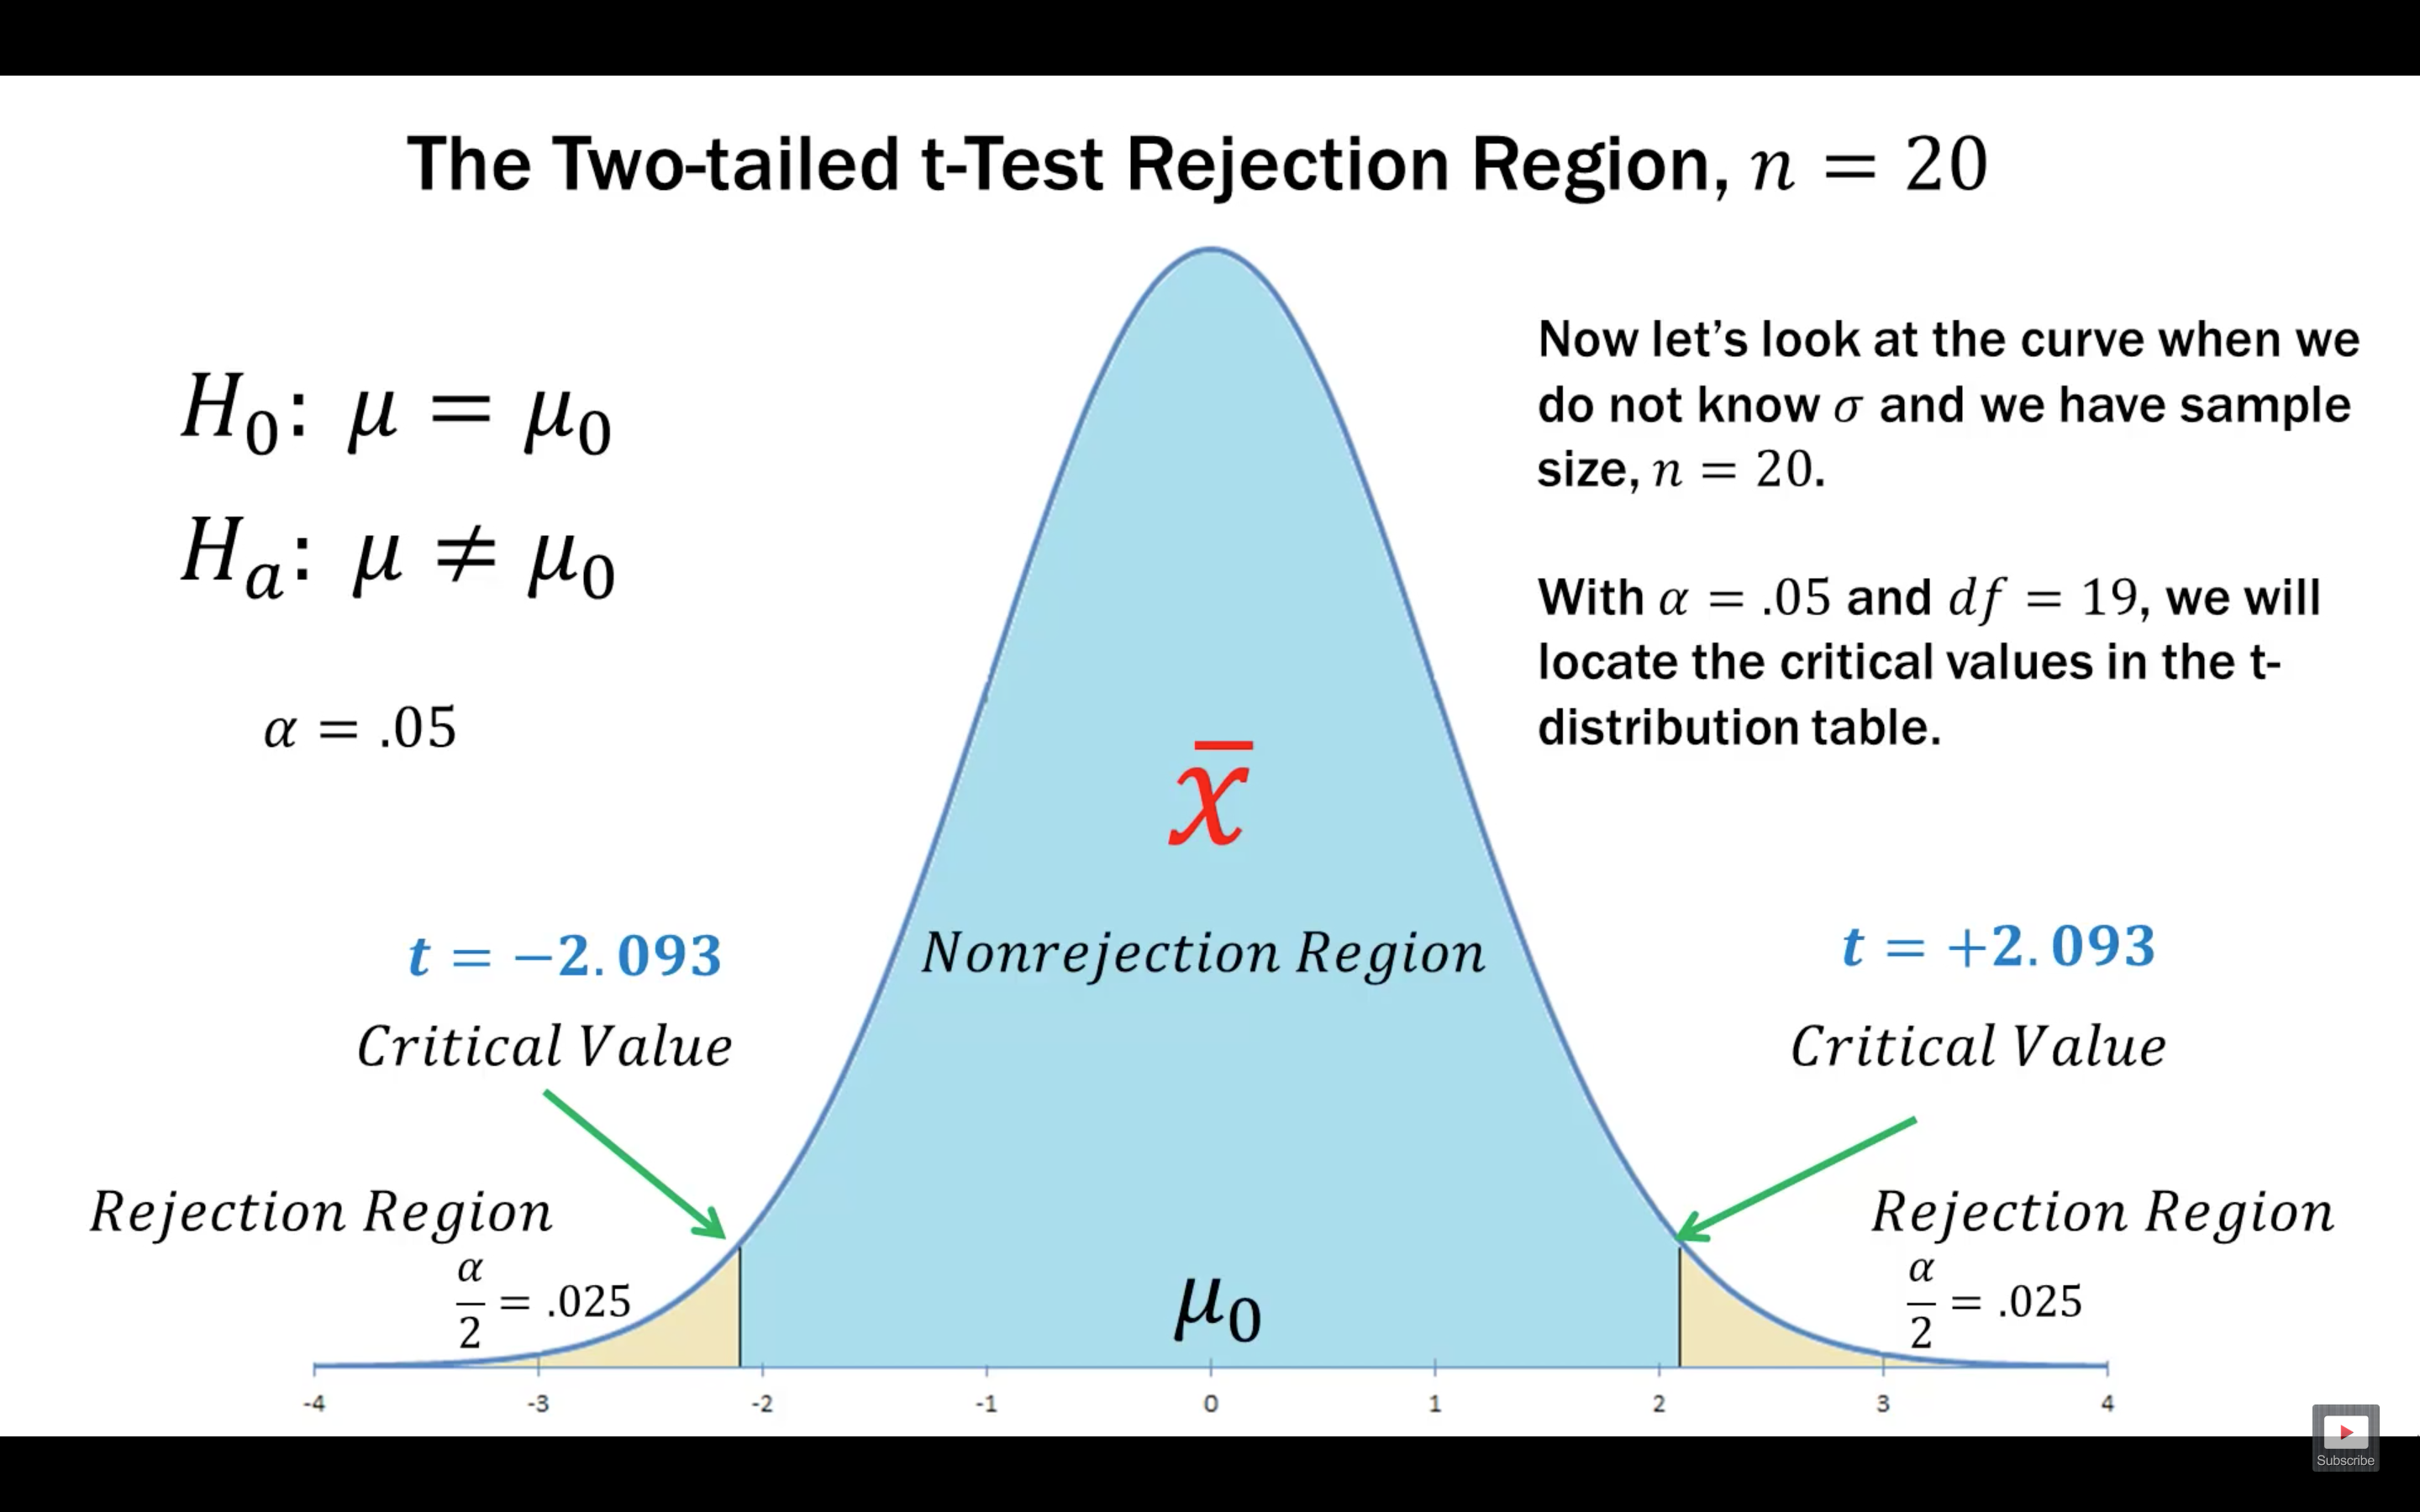 The Two-tailed t-Test Rejection Region, n = 20
H₀: μ = μ₀
Hₐ: μ ≠ μ₀
α = .05
Now let’s look at the curve when we
do not know σ and we have sample
size, n = 20.
With α = .05 and df = 19, we will
locate the critical values in the t-
distribution table.
x̄
Nonrejection Region
t = −2.093
Critical Value
t = +2.093
Critical Value
Rejection Region
α/2 = .025
Rejection Region
α/2 = .025
μ₀
-4 -3 -2 -1 0 1 2 3 4
Subscribe